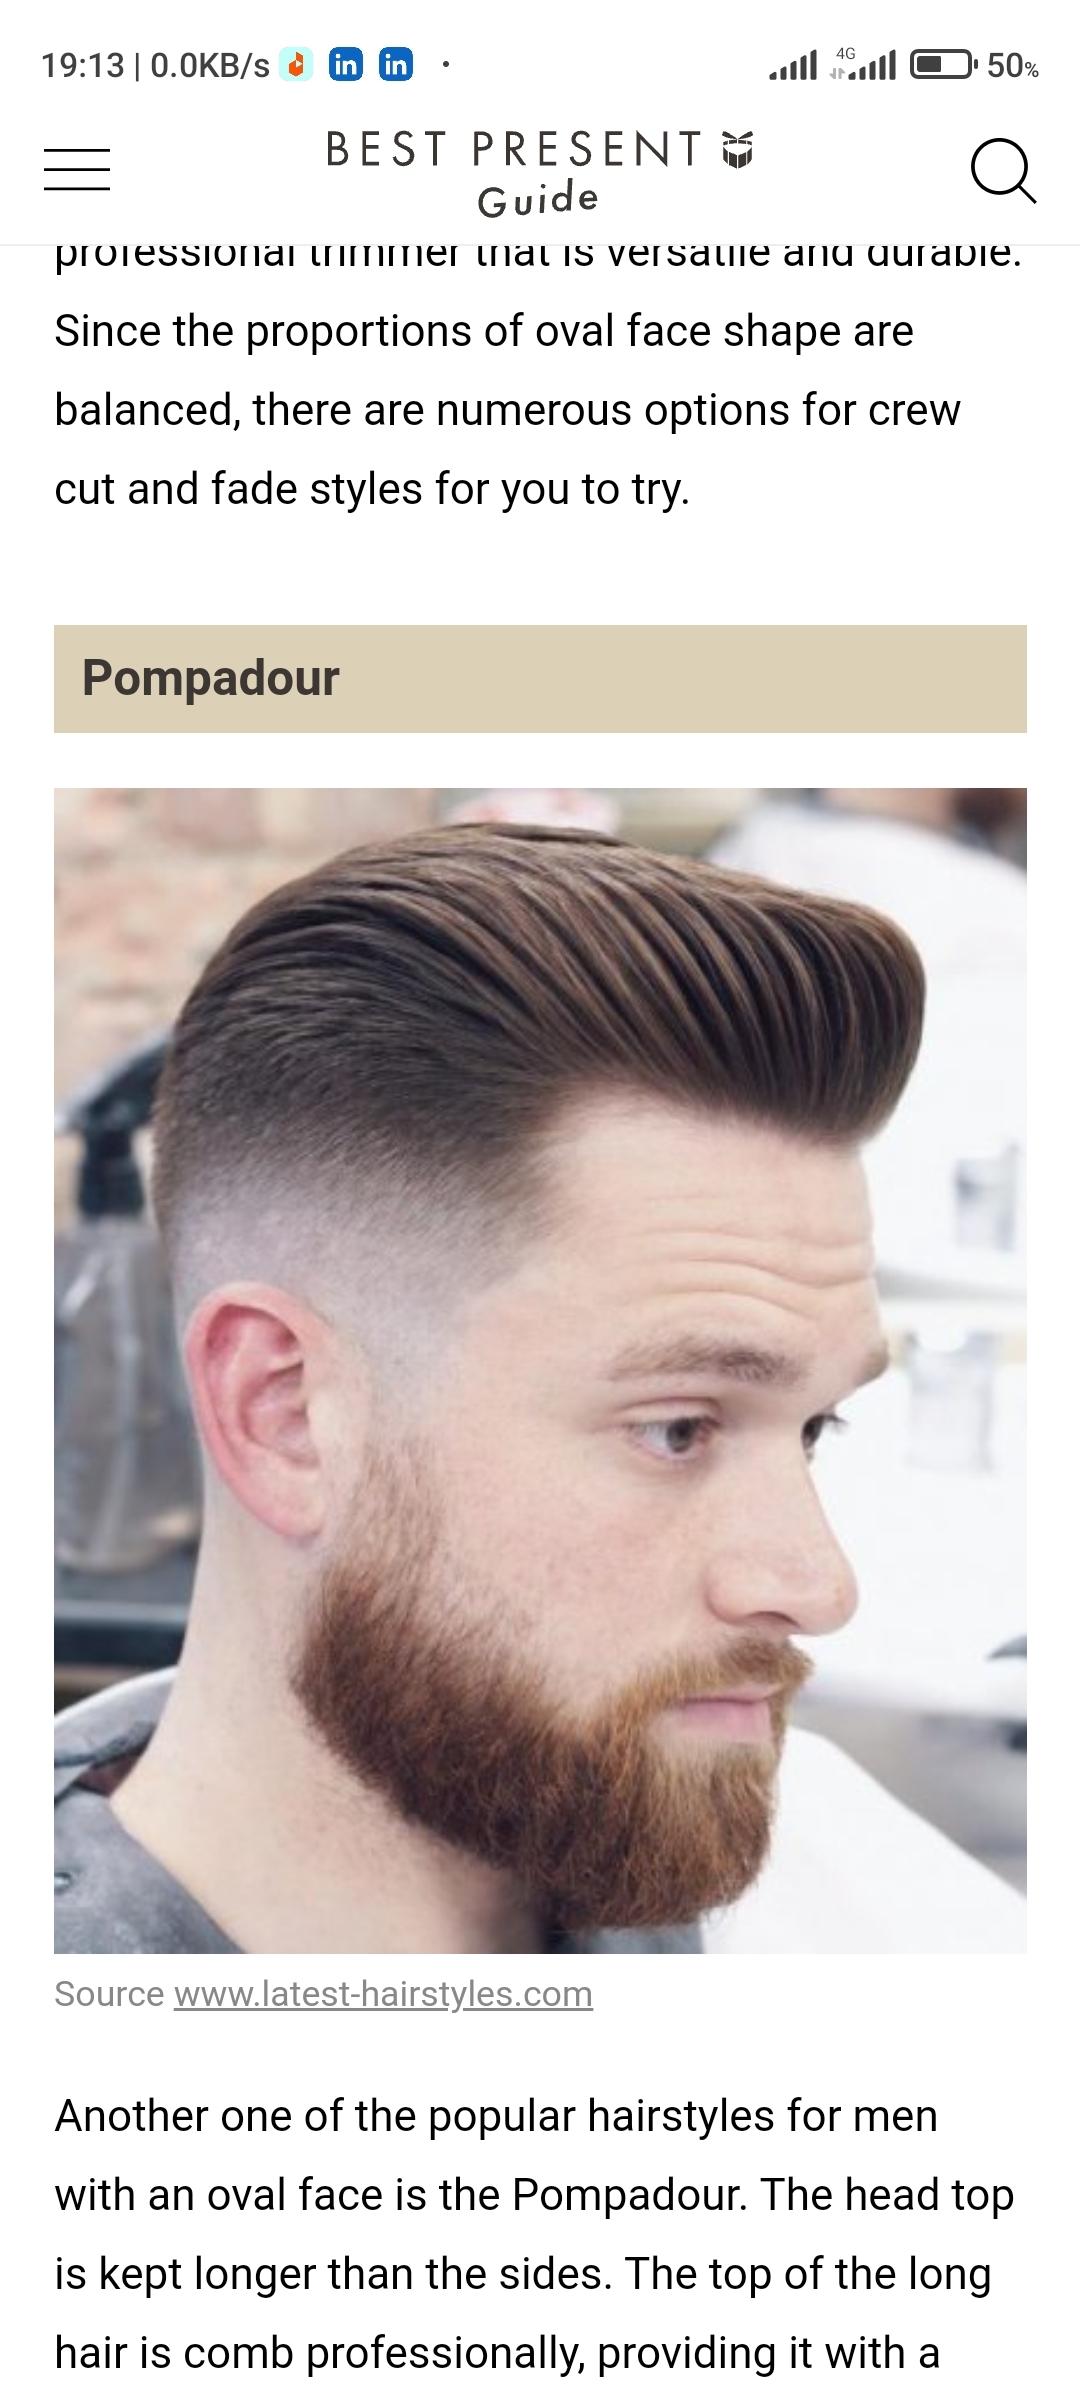 19:13 | 0.0KB/s
4G
50%
BEST PRESENT
Guide
professional trimmer that is versatile and durable.
Since the proportions of oval face shape are
balanced, there are numerous options for crew
cut and fade styles for you to try.
Pompadour
Source www.latest-hairstyles.com
Another one of the popular hairstyles for men
with an oval face is the Pompadour. The head top
is kept longer than the sides. The top of the long
hair is comb professionally, providing it with a